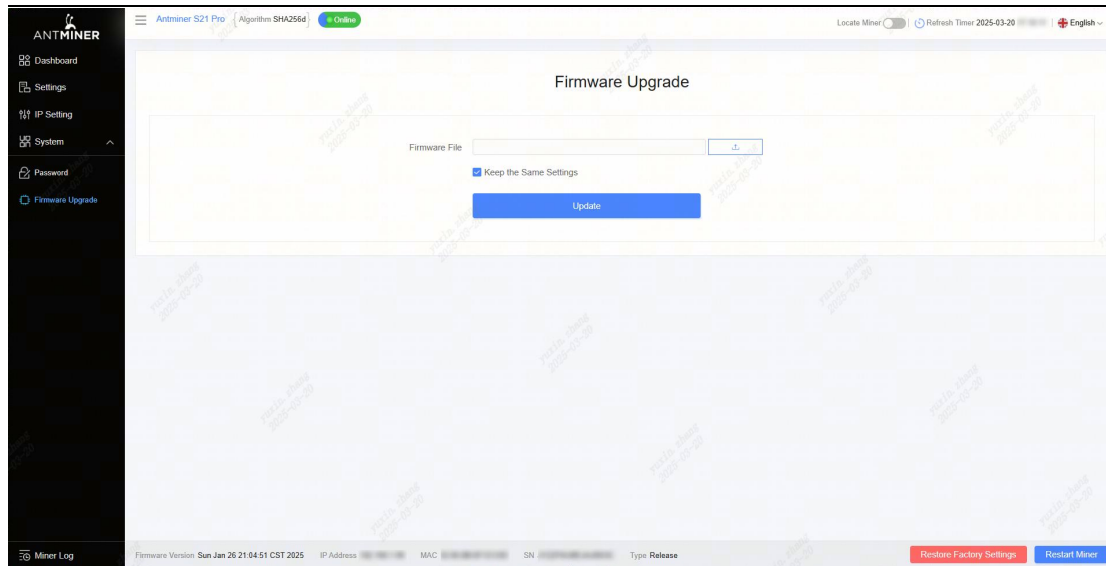 ANTMINER
Antminer S21 Pro { Algorithm SHA256d } Online
Locate Miner Refresh Timer 2025-03-20 English
Dashboard
Settings
IP Setting
System
Password
Firmware Upgrade
Firmware Upgrade
Firmware File
Keep the Same Settings
Update
Miner Log
Firmware Version Sun Jan 26 21:04:51 CST 2025 IP Address MAC SN Type Release
Restore Factory Settings Restart Miner